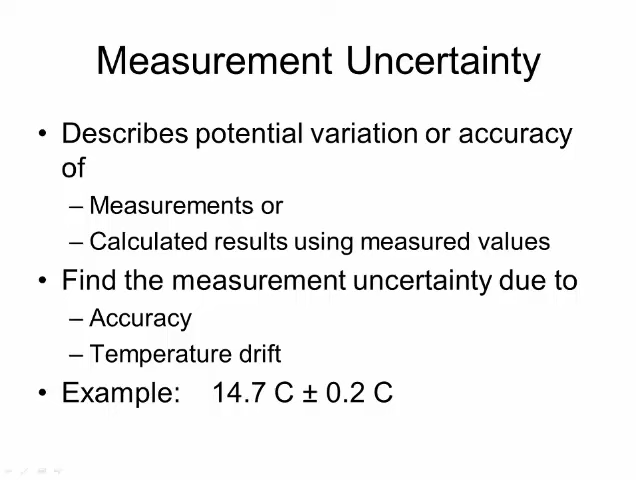 Measurement Uncertainty
• Describes potential variation or accuracy
of
– Measurements or
– Calculated results using measured values
• Find the measurement uncertainty due to
– Accuracy
– Temperature drift
• Example: 14.7 C ± 0.2 C